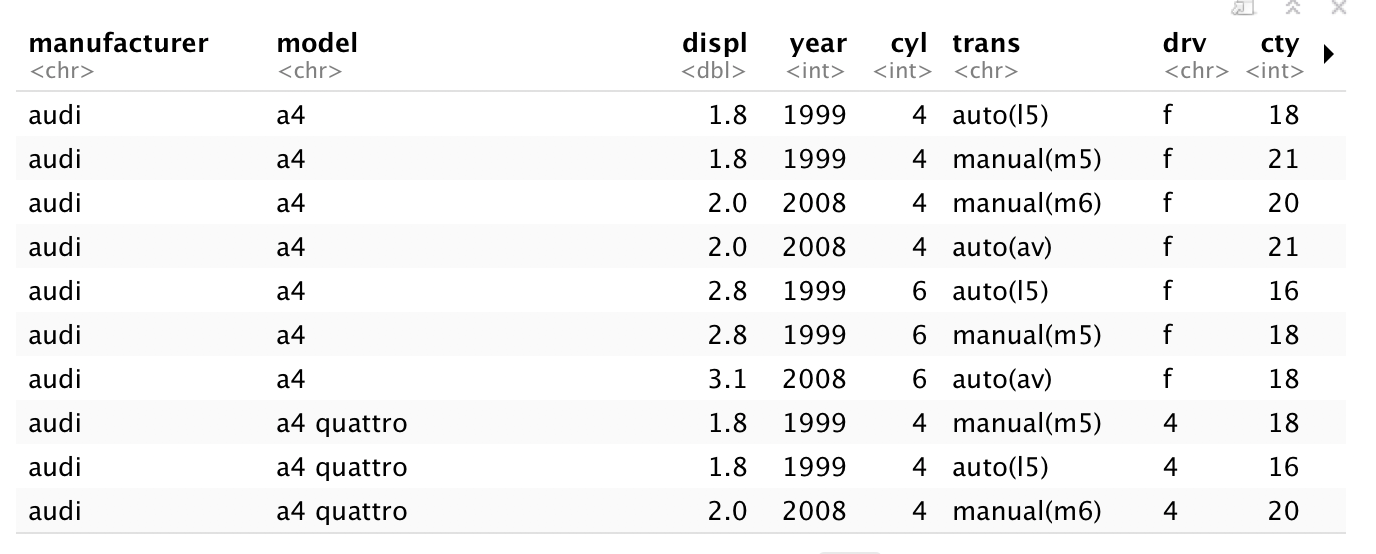 manufacturer model displ year cyl trans drv cty
<chr> <chr> <dbl> <int> <int> <chr> <chr> <int>
audi a4 1.8 1999 4 auto(l5) f 18
audi a4 1.8 1999 4 manual(m5) f 21
audi a4 2.0 2008 4 manual(m6) f 20
audi a4 2.0 2008 4 auto(av) f 21
audi a4 2.8 1999 6 auto(l5) f 16
audi a4 2.8 1999 6 manual(m5) f 18
audi a4 3.1 2008 6 auto(av) f 18
audi a4 quattro 1.8 1999 4 manual(m5) 4 18
audi a4 quattro 1.8 1999 4 auto(l5) 4 16
audi a4 quattro 2.0 2008 4 manual(m6) 4 20